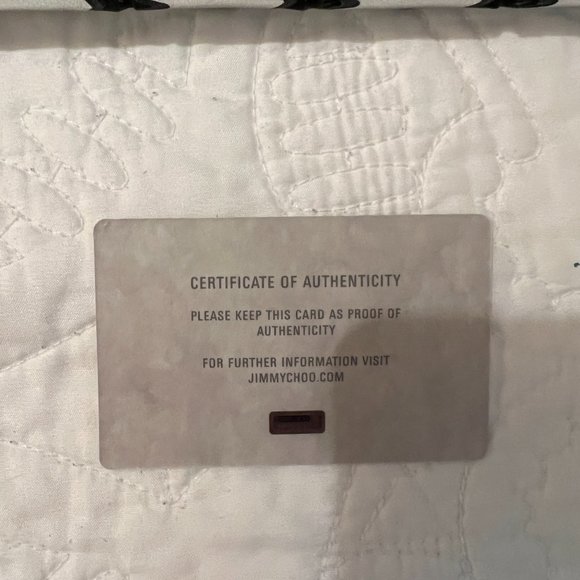 CERTIFICATE OF AUTHENTICITY
PLEASE KEEP THIS CARD AS PROOF OF
AUTHENTICITY
FOR FURTHER INFORMATION VISIT
JIMMYCHOO.COM